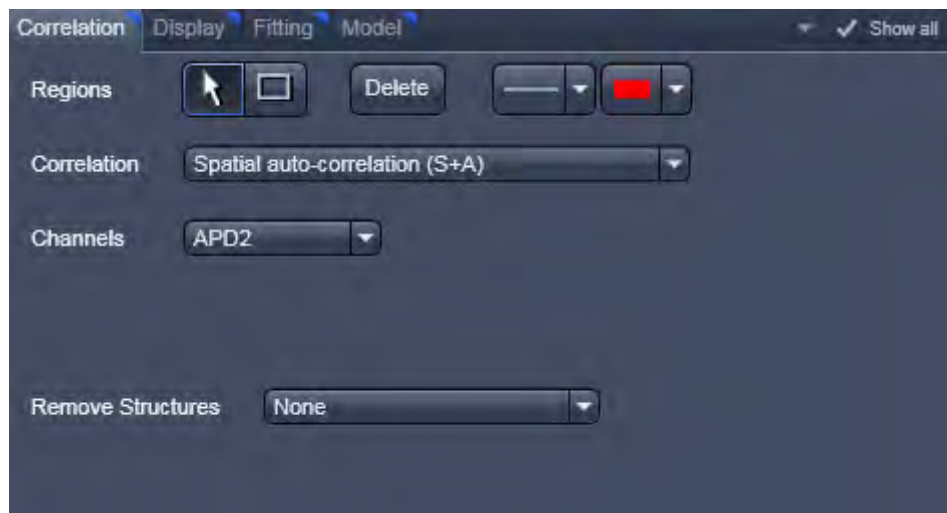 Correlation Display Fitting Model Show all
Regions Delete
Correlation Spatial auto-correlation (S+A)
Channels APD2
Remove Structures None